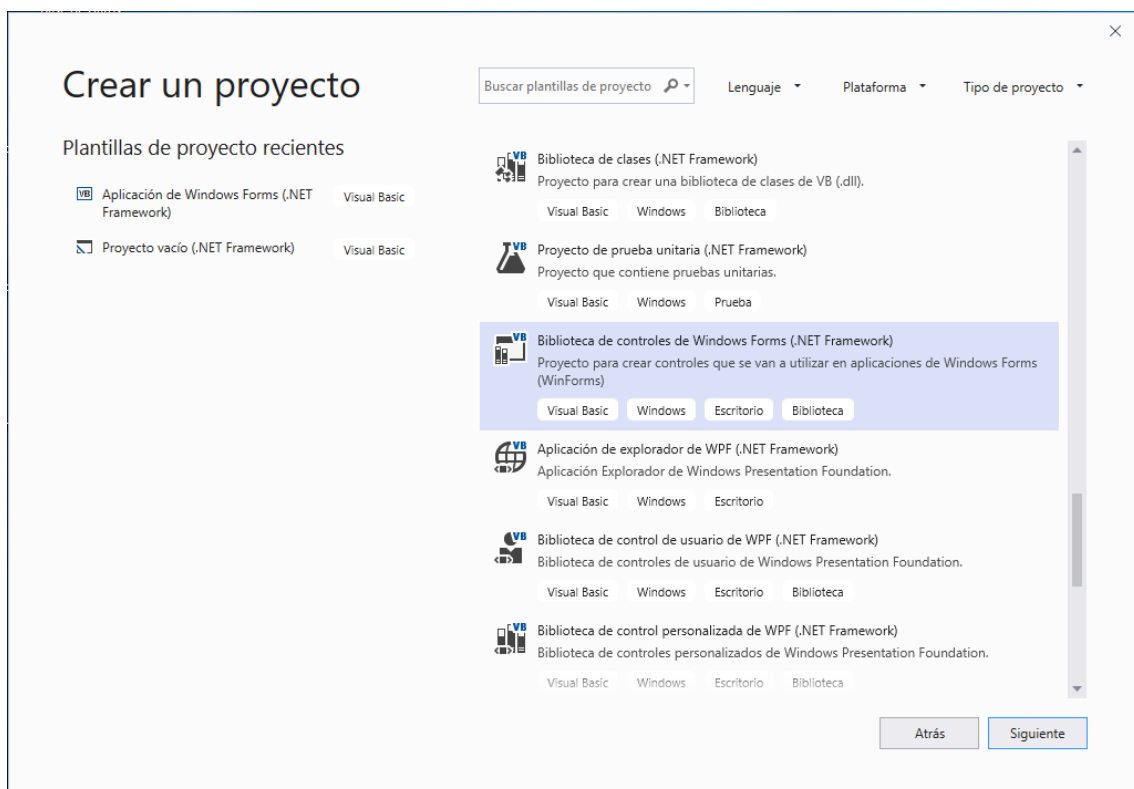 Crear un proyecto
Buscar plantillas de proyecto
Lenguaje
Plataforma
Tipo de proyecto
Plantillas de proyecto recientes
VB
Aplicación de Windows Forms (.NET
Framework)
Visual Basic
Proyecto vacío (.NET Framework)
Visual Basic
VB
Biblioteca de clases (.NET Framework)
Proyecto para crear una biblioteca de clases de VB (.dll).
Visual Basic Windows Biblioteca
VB
Proyecto de prueba unitaria (.NET Framework)
Proyecto que contiene pruebas unitarias.
Visual Basic Windows Prueba
VB
Biblioteca de controles de Windows Forms (.NET Framework)
Proyecto para crear controles que se van a utilizar en aplicaciones de Windows Forms
(WinForms)
Visual Basic Windows Escritorio Biblioteca
VB
Aplicación de explorador de WPF (.NET Framework)
Aplicación Explorador de Windows Presentation Foundation.
Visual Basic Windows Escritorio
VB
Biblioteca de control de usuario de WPF (.NET Framework)
Biblioteca de controles de usuario de Windows Presentation Foundation.
Visual Basic Windows Escritorio Biblioteca
VB
Biblioteca de control personalizada de WPF (.NET Framework)
Biblioteca de controles personalizados de Windows Presentation Foundation.
Visual Basic Windows Escritorio Biblioteca
Atrás
Siguiente